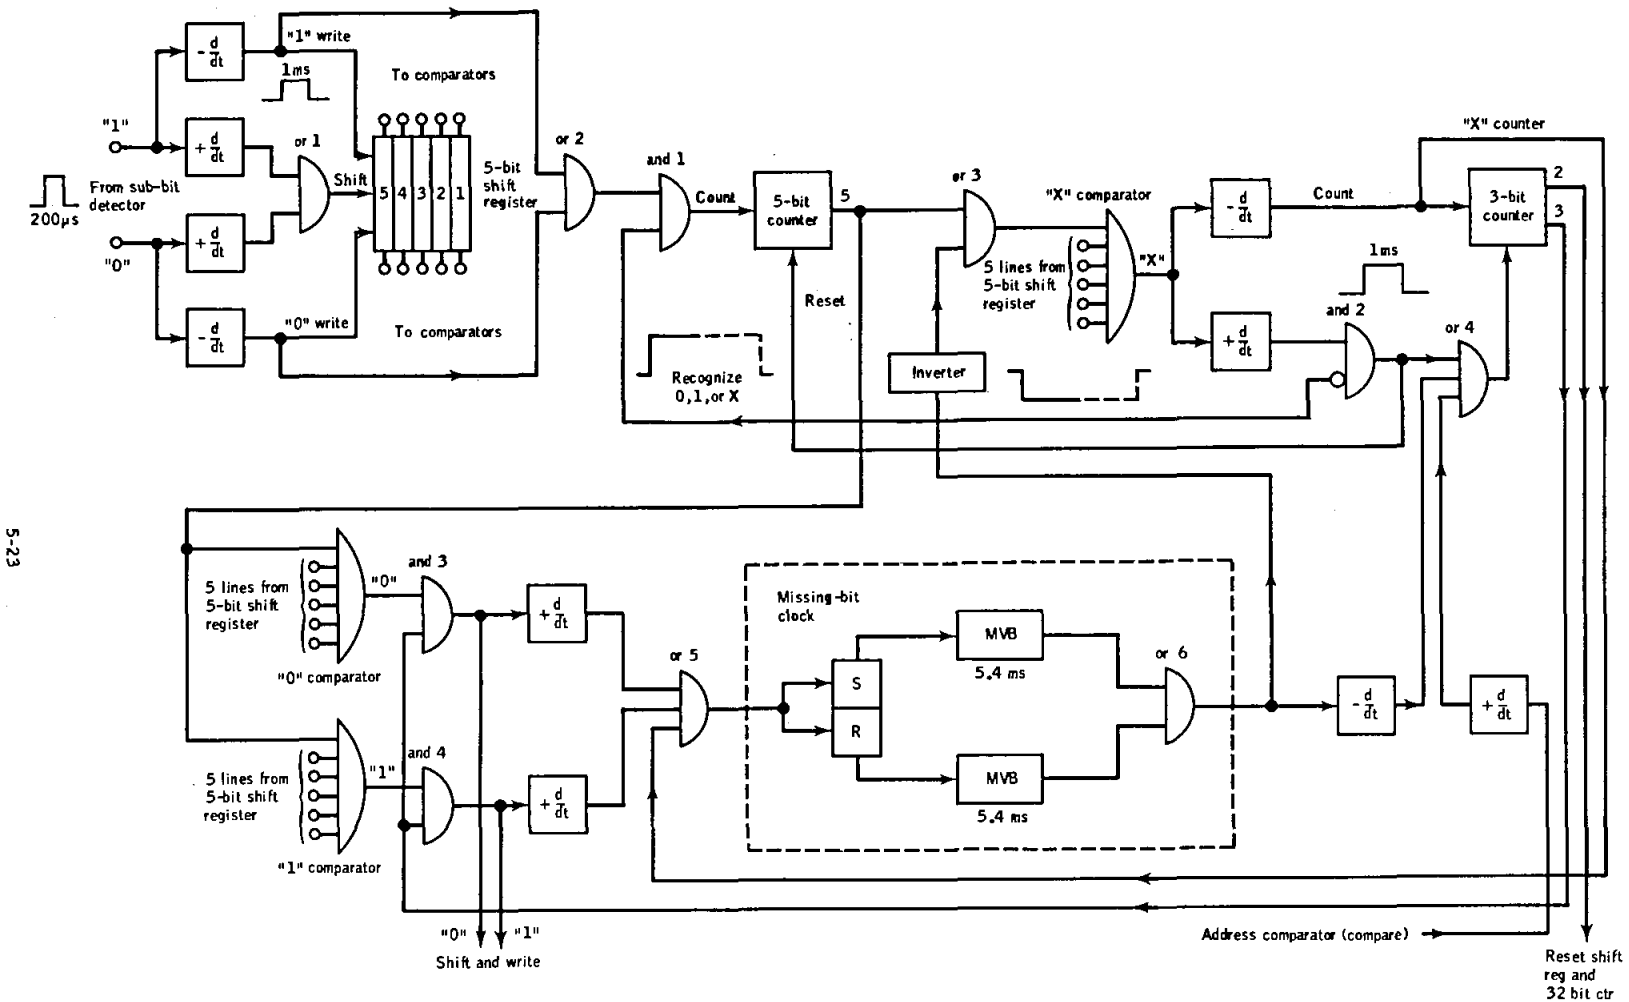 "1"
From sub-bit
detector
200µs
"0"
- d
dt
+ d
dt
+ d
dt
- d
dt
"1" write
1ms
or 1
Shift
"0" write
To comparators
5 4 3 2 1
5-bit
shift
register
To comparators
or 2
and 1
Count
5-bit
counter
5
Reset
Recognize
0,1,or X
or 3
Inverter
"X" comparator
5 lines from
5-bit shift
register
"X"
- d
dt
+ d
dt
Count
"X" counter
3-bit
counter
2
3
1ms
and 2
or 4
5-23
5 lines from
5-bit shift
register
"0"
"0" comparator
and 3
+ d
dt
5 lines from
5-bit shift
register
"1"
"1" comparator
and 4
+ d
dt
or 5
Missing-bit
clock
S
R
MVB
5.4 ms
MVB
5.4 ms
or 6
- d
dt
+ d
dt
"0"
"1"
Shift and write
Address comparator (compare)
Reset shift
reg and
32 bit ctr